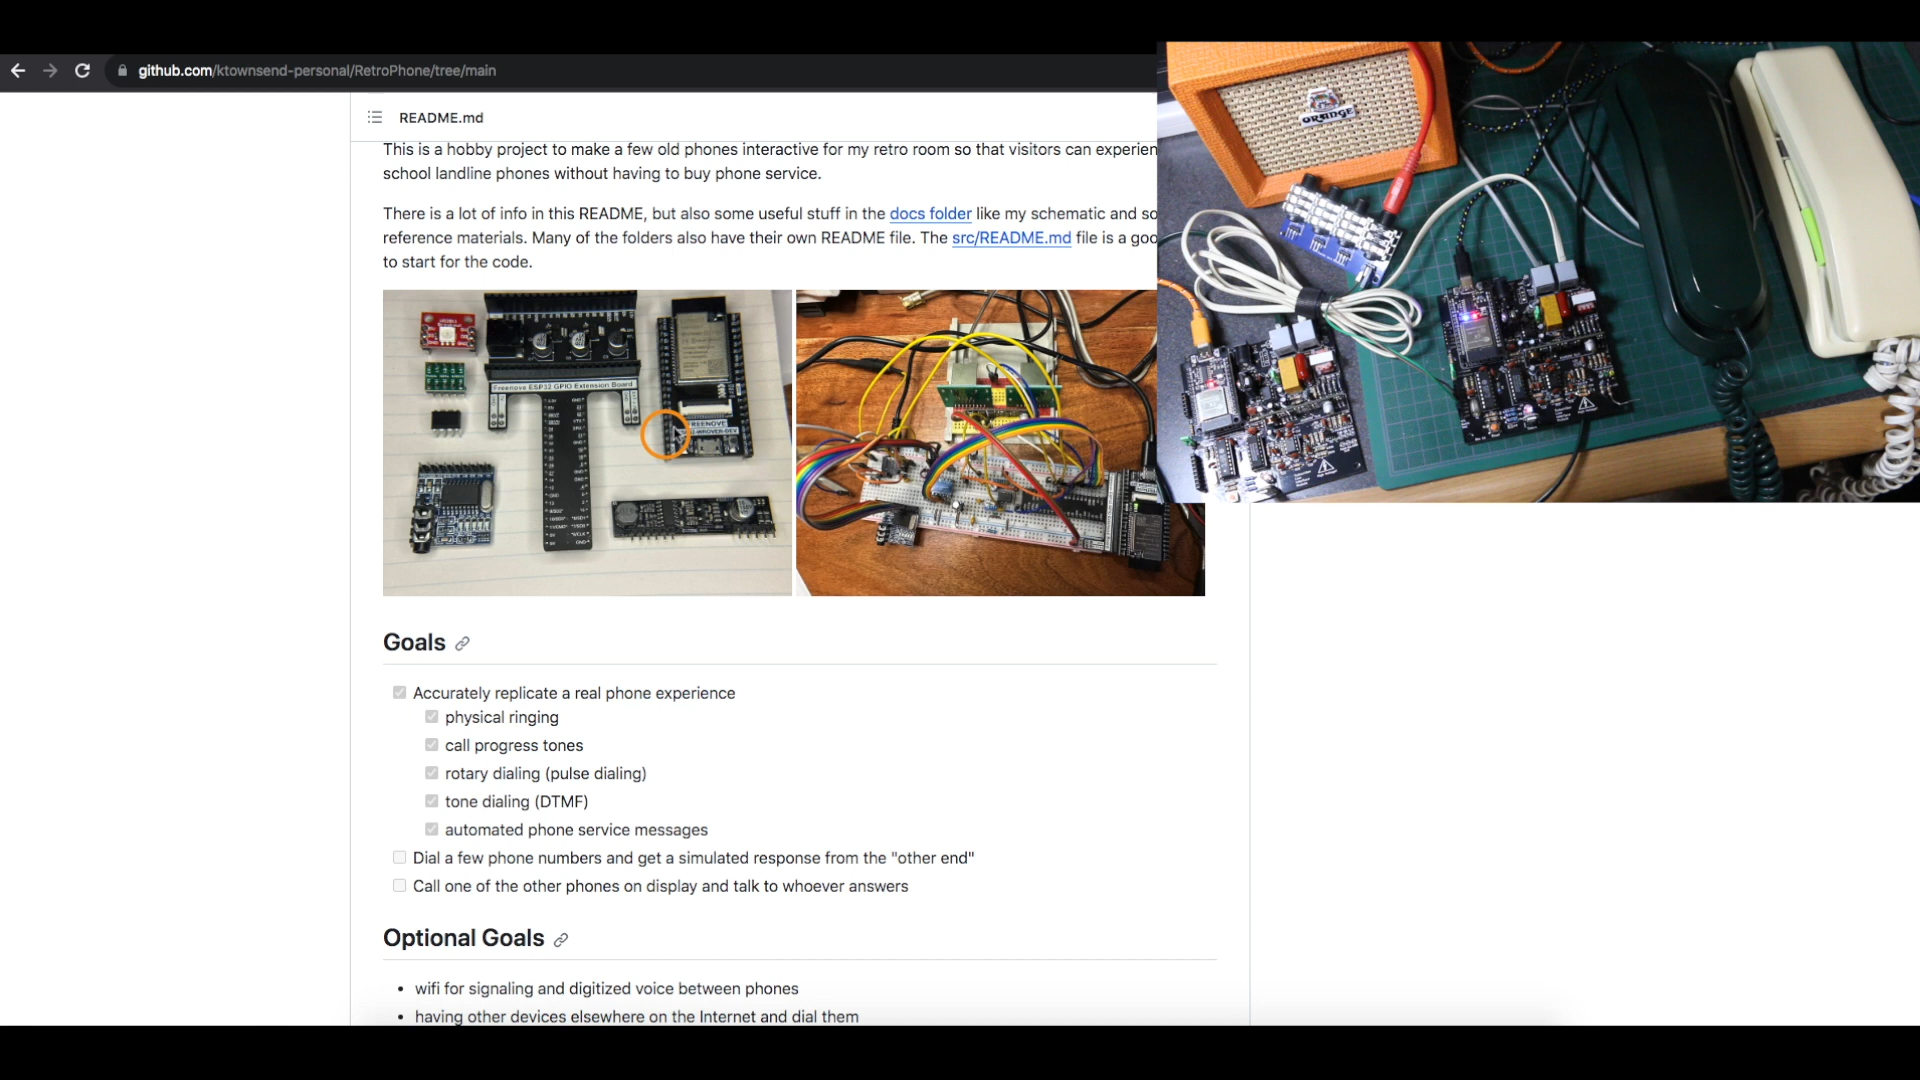 github.com/ktownsend-personal/RetroPhone/tree/main
README.md
This is a hobby project to make a few old phones interactive for my retro room so that visitors can experien
school landline phones without having to buy phone service.
There is a lot of info in this README, but also some useful stuff in the docs folder like my schematic and so
reference materials. Many of the folders also have their own README file. The src/README.md file is a goo
to start for the code.
ORANGE
Freenove ESP32 GPIO Extension Board
FREENOVE
Goals
Accurately replicate a real phone experience
physical ringing
call progress tones
rotary dialing (pulse dialing)
tone dialing (DTMF)
automated phone service messages
Dial a few phone numbers and get a simulated response from the "other end"
Call one of the other phones on display and talk to whoever answers
Optional Goals
wifi for signaling and digitized voice between phones
having other devices elsewhere on the Internet and dial them